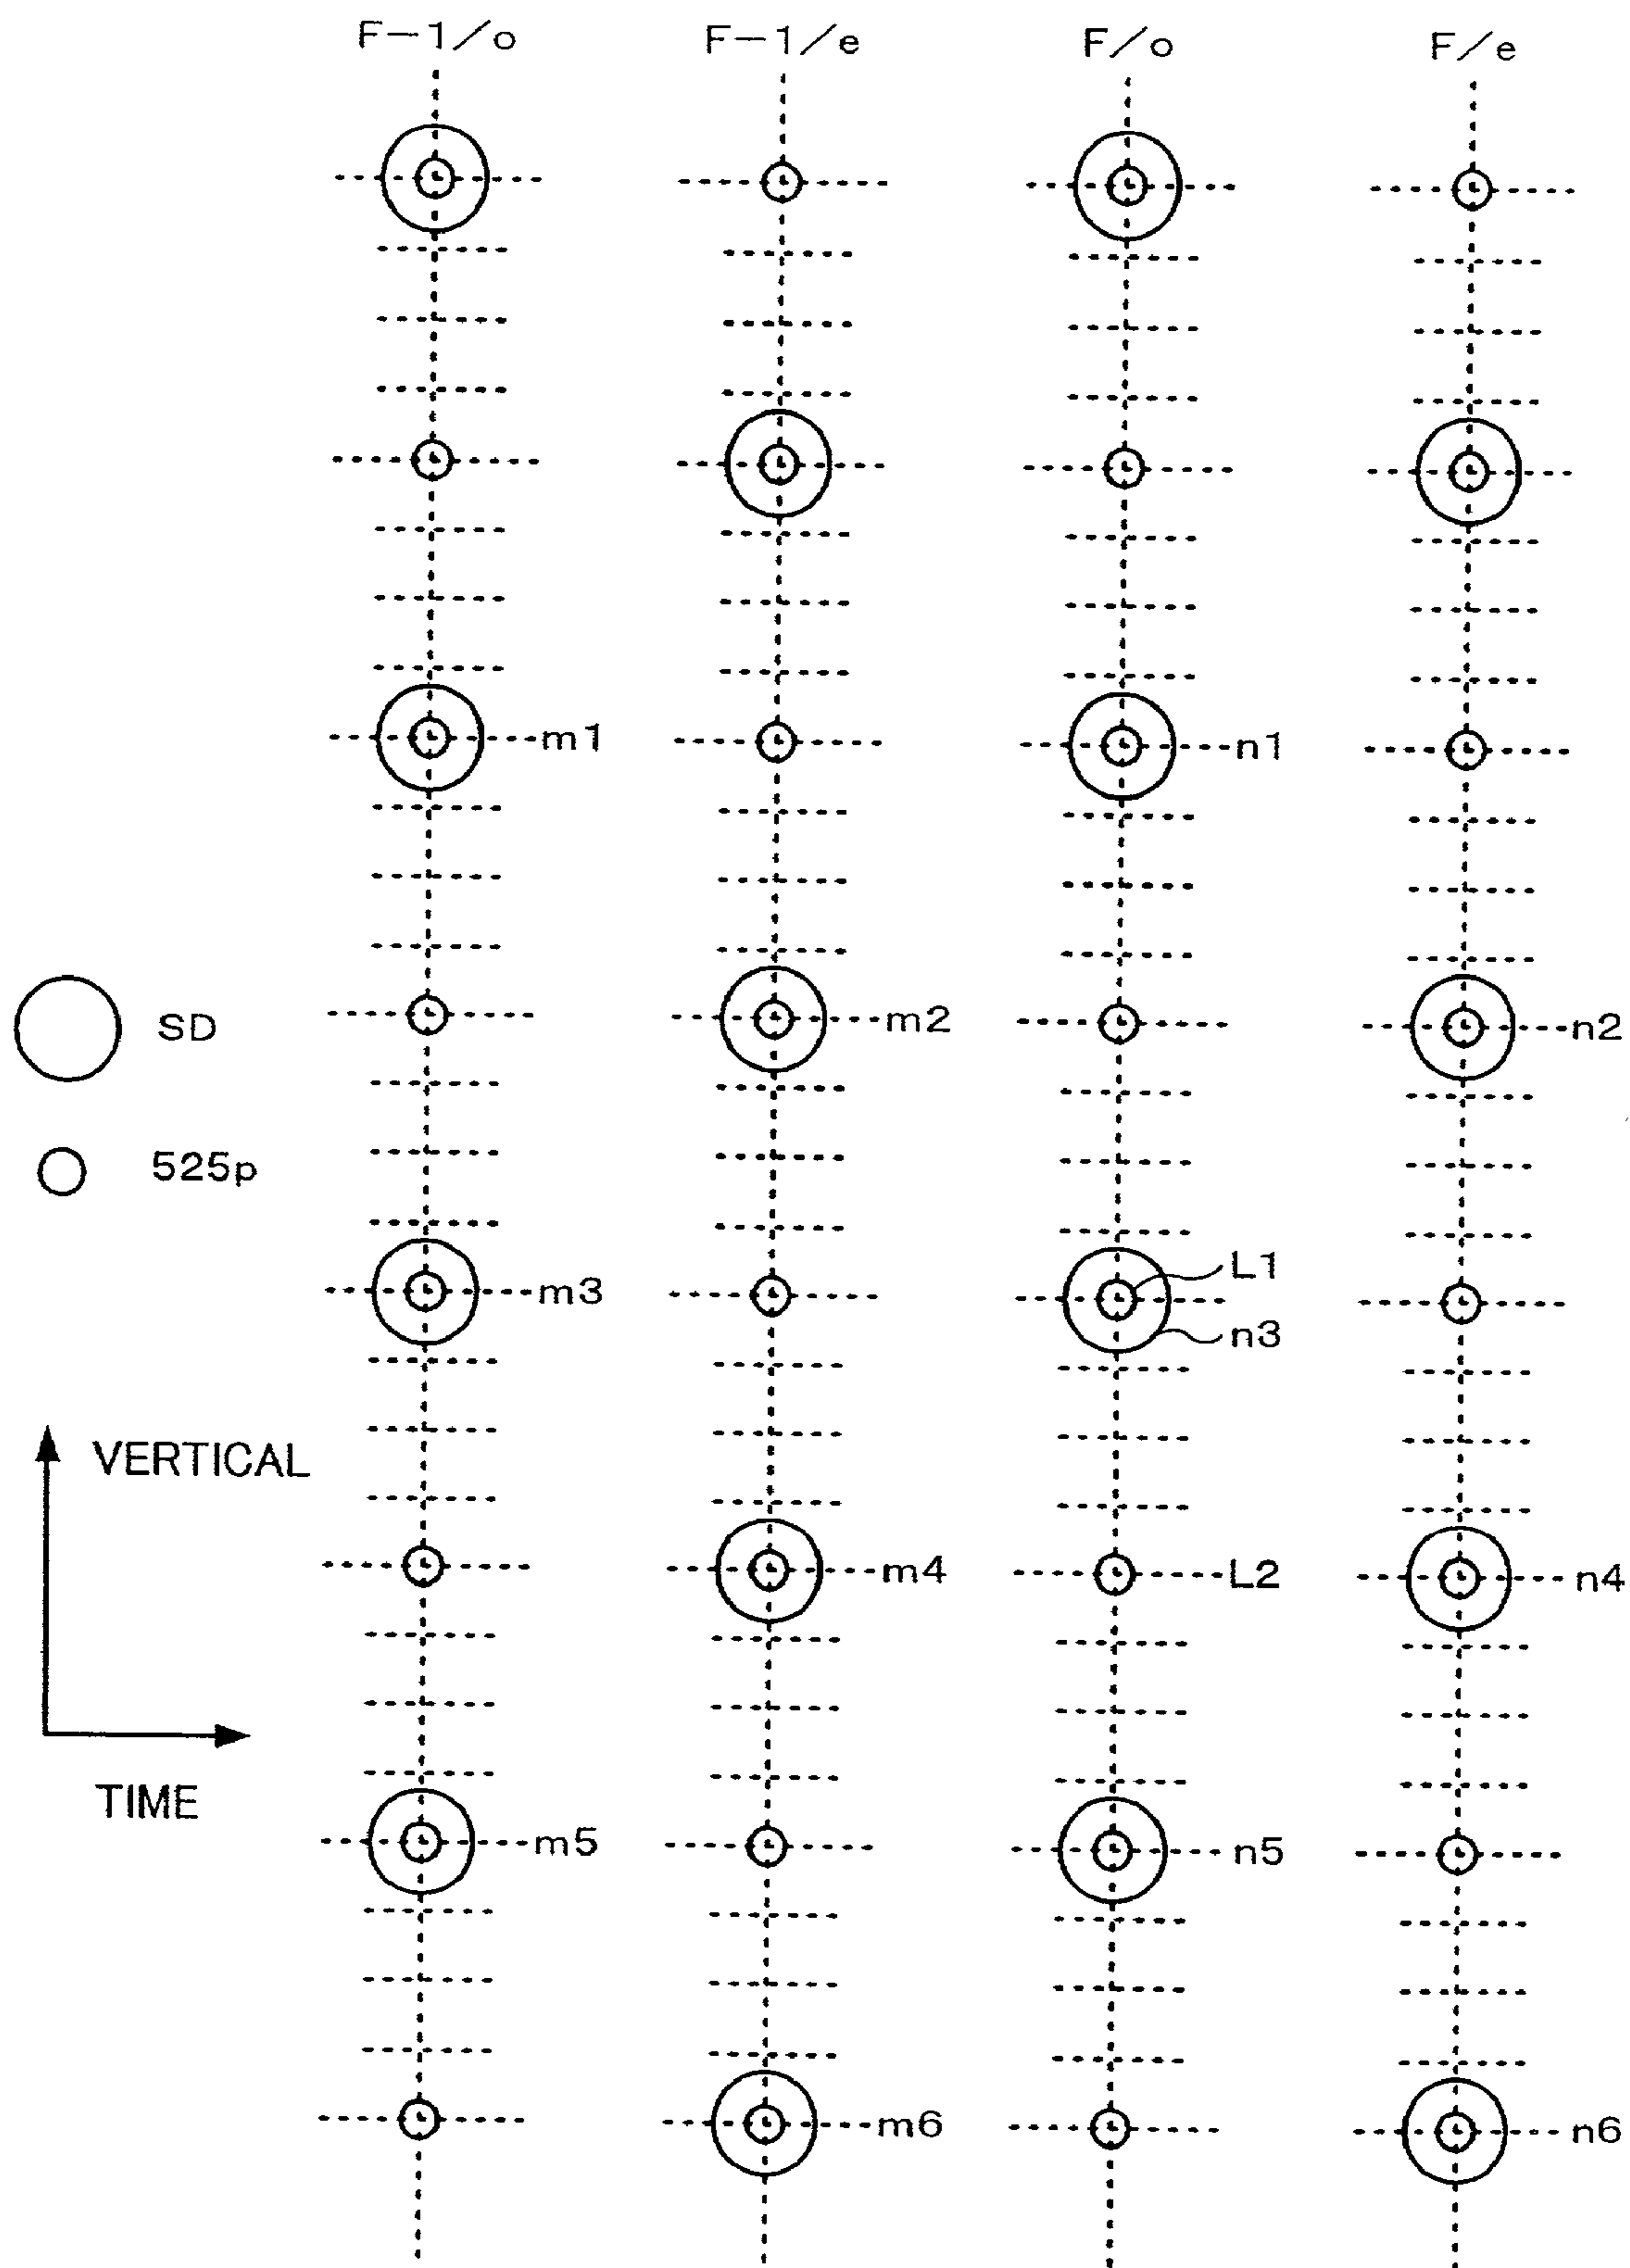 F-1/o F-1/e F/o F/e
m1 n1
SD m2 n2
525p
m3 L1
n3
VERTICAL
m4 L2 n4
TIME
m5 n5
m6 n6